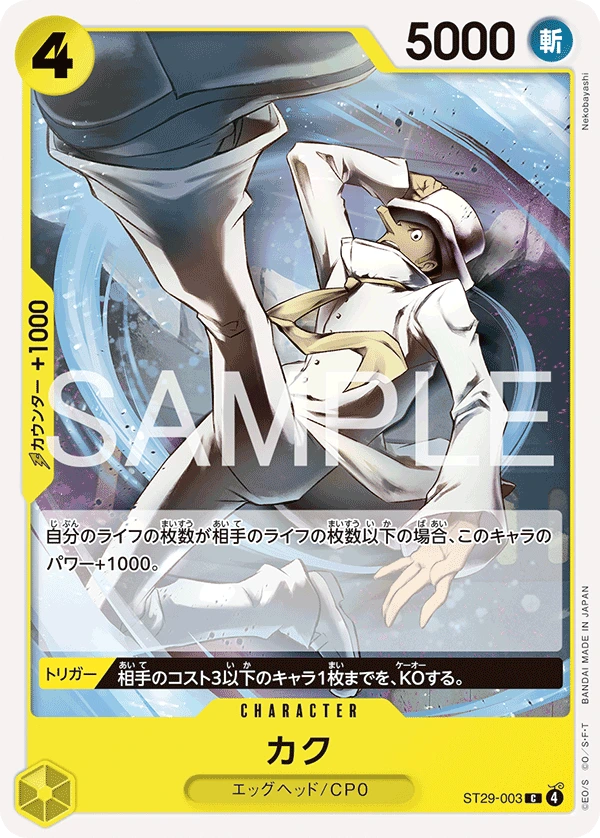 4
5000 斬
Nekobayashi
カウンター +1000
SAMPLE
自分のライフの枚数が相手のライフの枚数以下の場合、このキャラの
パワー+1000。
トリガー 相手のコスト3以下のキャラ1枚までを、KOする。
CHARACTER
カク
エッグヘッド/CP0
ST29-003 C 4
©EO/S ©O/S・F・T BANDAI MADE IN JAPAN